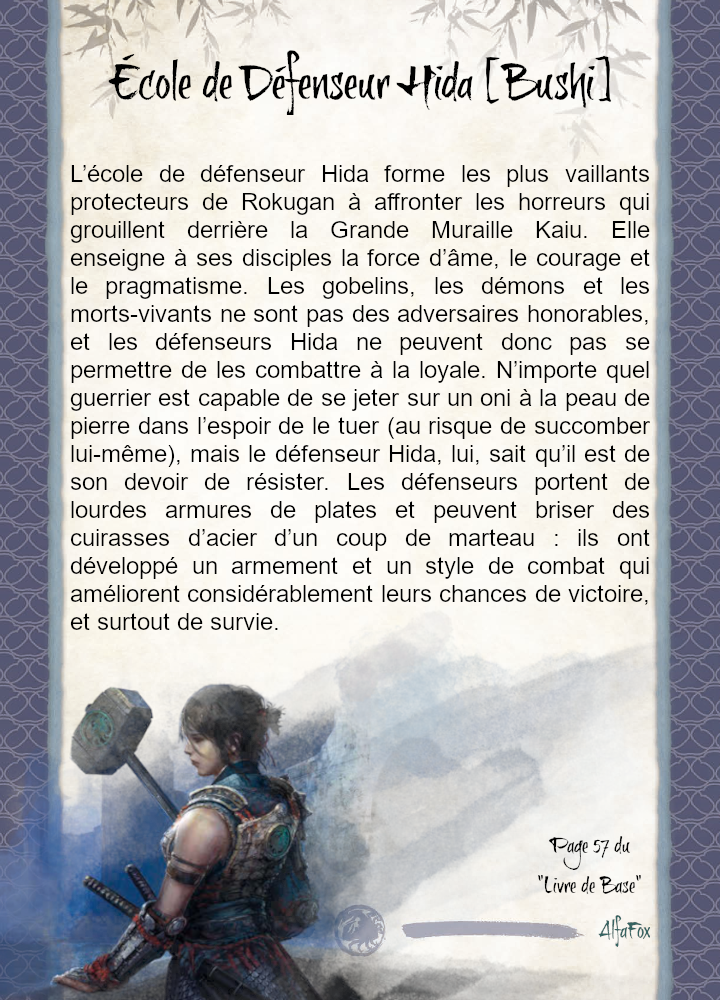 École de Défenseur Hida [Bushi]
L’école de défenseur Hida forme les plus vaillants
protecteurs de Rokugan à affronter les horreurs qui
grouillent derrière la Grande Muraille Kaiu. Elle
enseigne à ses disciples la force d’âme, le courage et
le pragmatisme. Les gobelins, les démons et les
morts-vivants ne sont pas des adversaires honorables,
et les défenseurs Hida ne peuvent donc pas se
permettre de les combattre à la loyale. N’importe quel
guerrier est capable de se jeter sur un oni à la peau de
pierre dans l’espoir de le tuer (au risque de succomber
lui-même), mais le défenseur Hida, lui, sait qu’il est de
son devoir de résister. Les défenseurs portent de
lourdes armures de plates et peuvent briser des
cuirasses d’acier d’un coup de marteau : ils ont
développé un armement et un style de combat qui
améliorent considérablement leurs chances de victoire,
et surtout de survie.
Page 57 du
"Livre de Base"
AlfaFox